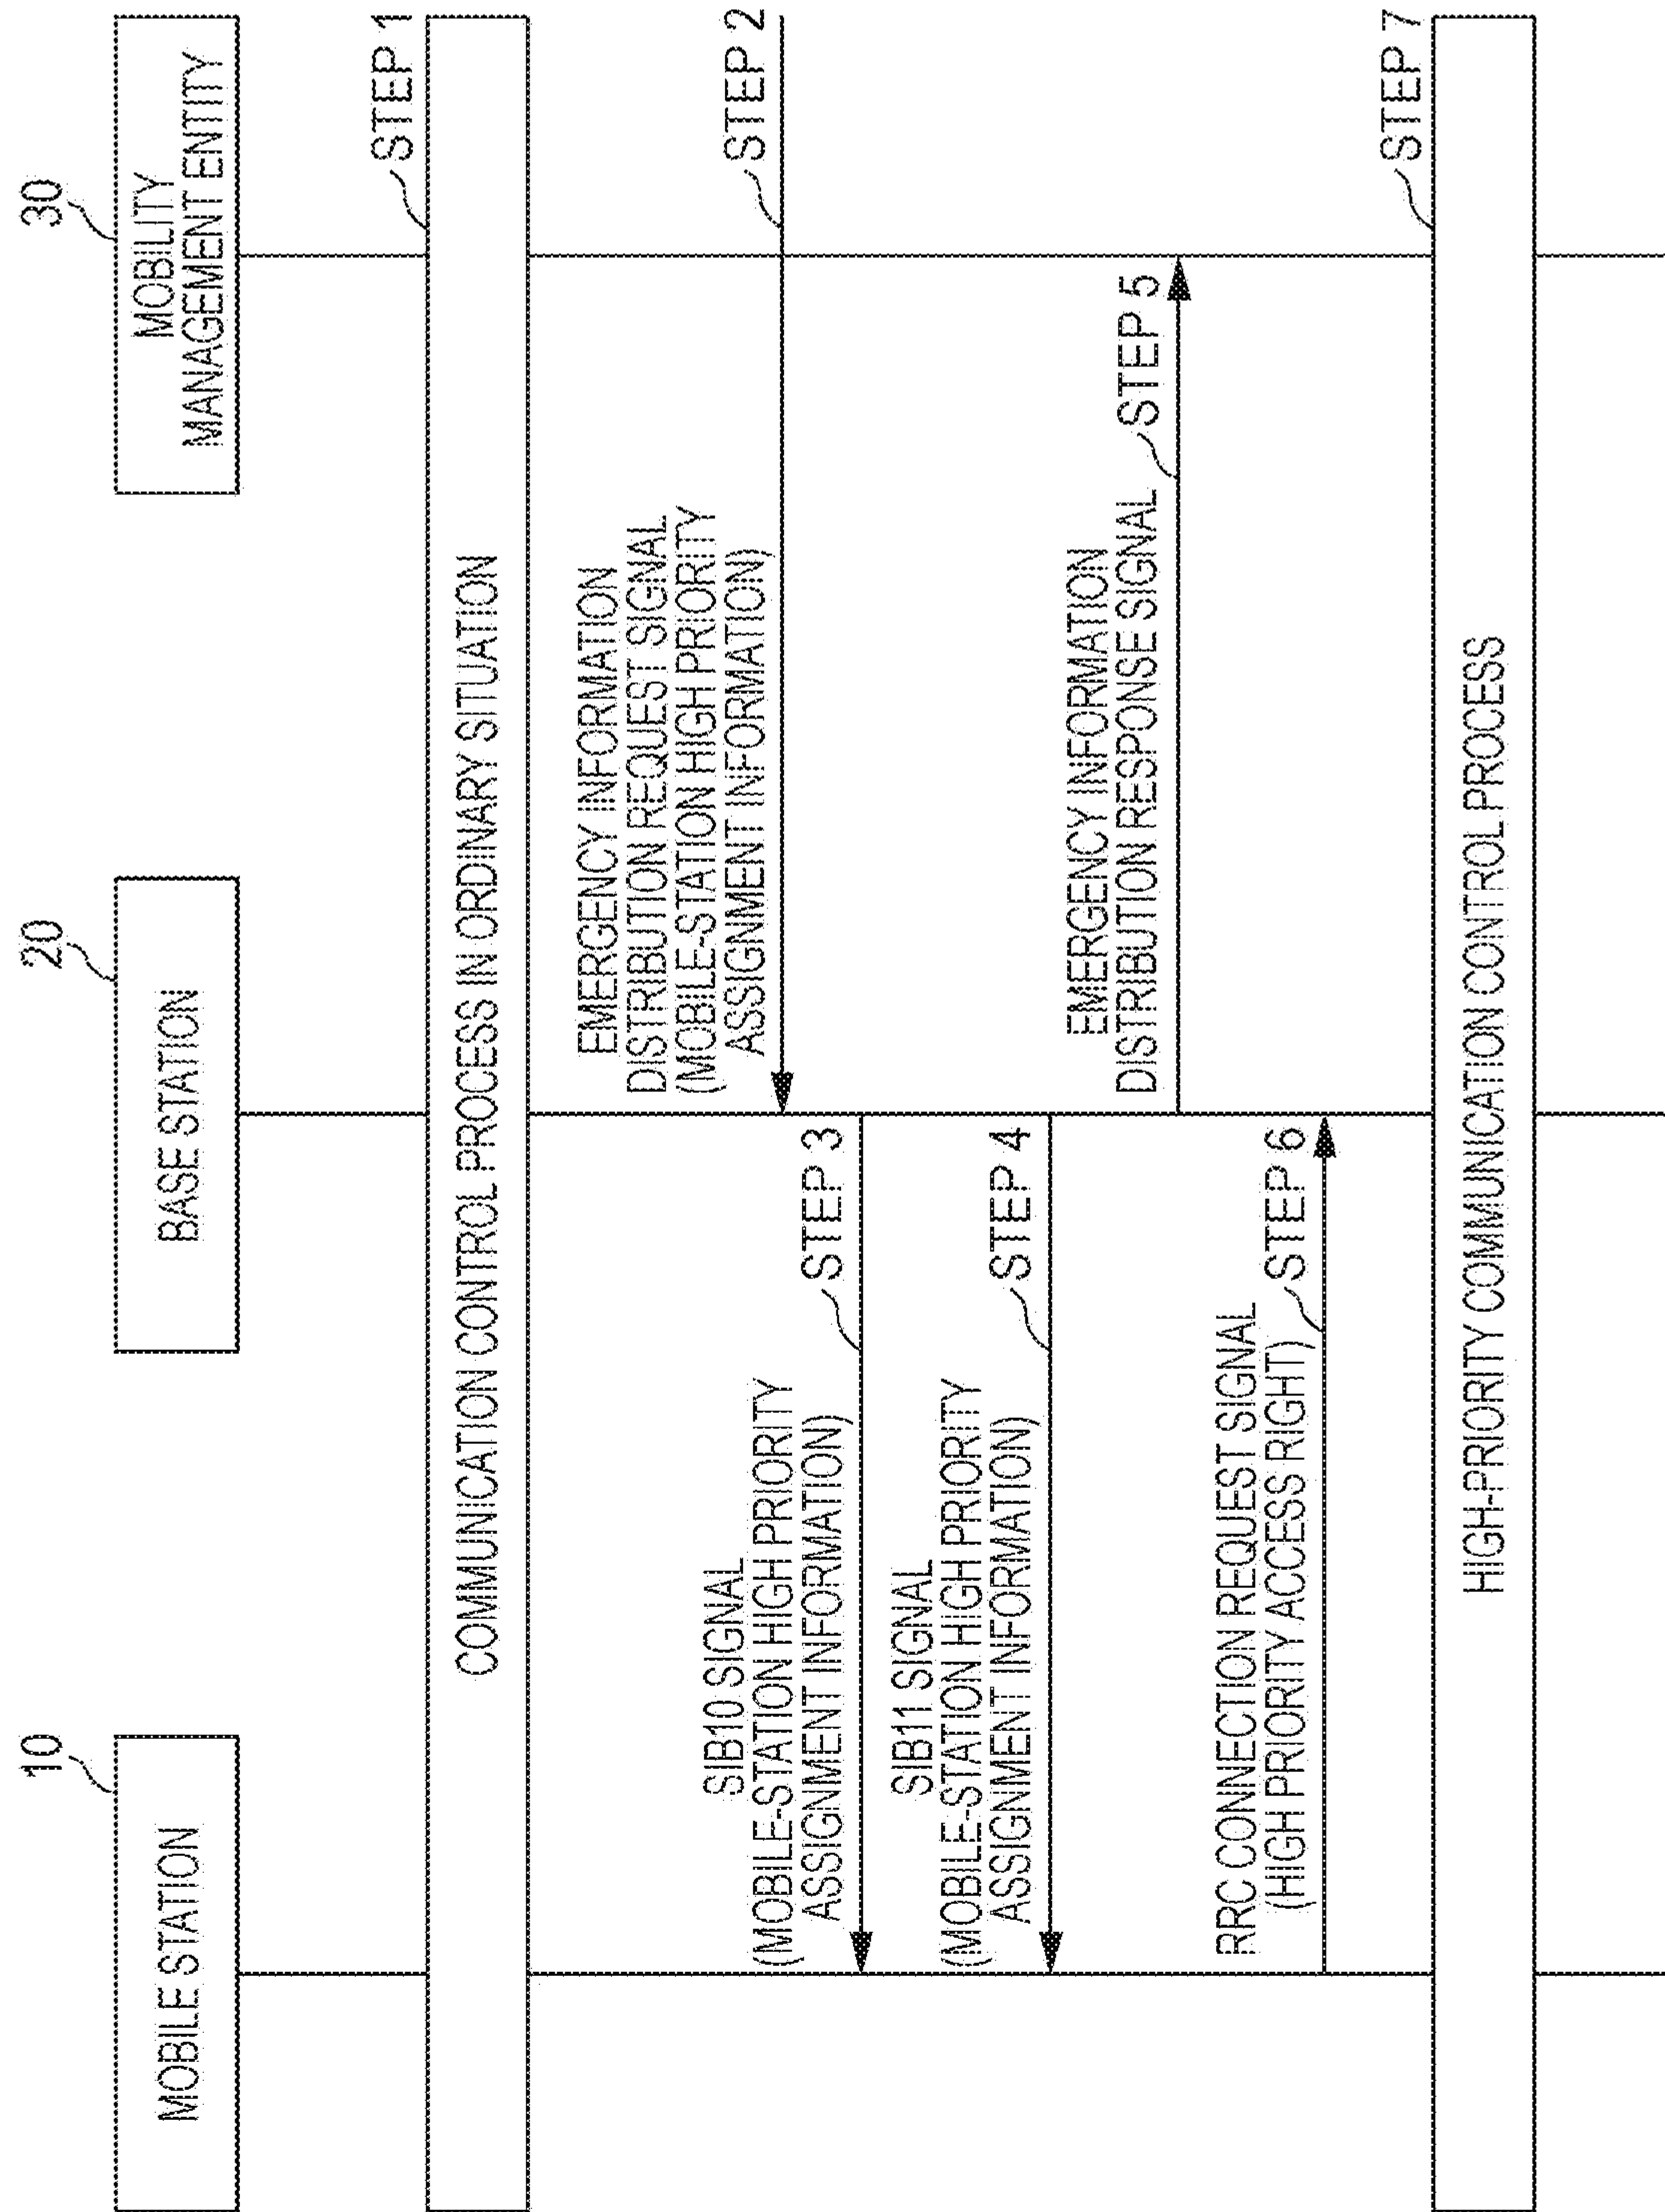 10
MOBILE STATION
20
BASE STATION
30
MOBILITY
MANAGEMENT ENTITY
STEP 1
COMMUNICATION CONTROL PROCESS IN ORDINARY SITUATION
EMERGENCY INFORMATION
DISTRIBUTION REQUEST SIGNAL
(MOBILE-STATION HIGH PRIORITY
ASSIGNMENT INFORMATION)
STEP 2
SIB10 SIGNAL
(MOBILE-STATION HIGH PRIORITY
ASSIGNMENT INFORMATION)
STEP 3
SIB11 SIGNAL
(MOBILE-STATION HIGH PRIORITY
ASSIGNMENT INFORMATION)
STEP 4
EMERGENCY INFORMATION
DISTRIBUTION RESPONSE SIGNAL
STEP 5
RRC CONNECTION REQUEST SIGNAL
(HIGH PRIORITY ACCESS RIGHT)
STEP 6
STEP 7
HIGH-PRIORITY COMMUNICATION CONTROL PROCESS